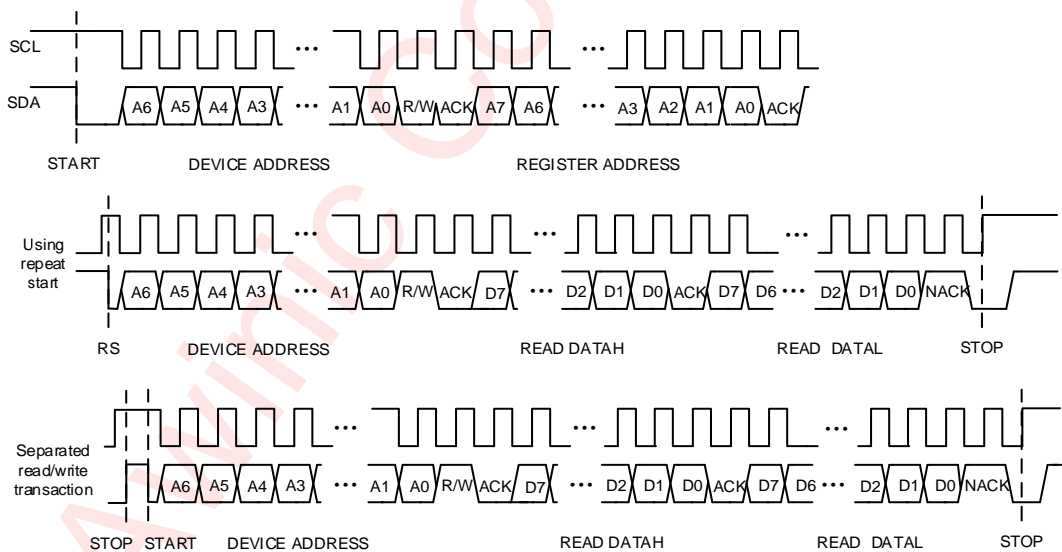 SCL
SDA A6 A5 A4 A3 ... A1 A0 R/W ACK A7 A6 ... A3 A2 A1 A0 ACK
START DEVICE ADDRESS REGISTER ADDRESS
Using
repeat
start
A6 A5 A4 A3 ... A1 A0 R/W ACK D7 ... D2 D1 D0 ACK D7 D6 ... D2 D1 D0 NACK
RS DEVICE ADDRESS READ DATAH READ DATAL STOP
Separated
read/write
transaction
A6 A5 A4 A3 ... A1 A0 R/W ACK D7 ... D2 D1 D0 ACK D7 D6 ... D2 D1 D0 NACK
STOP START DEVICE ADDRESS READ DATAH READ DATAL STOP
Awinic Co